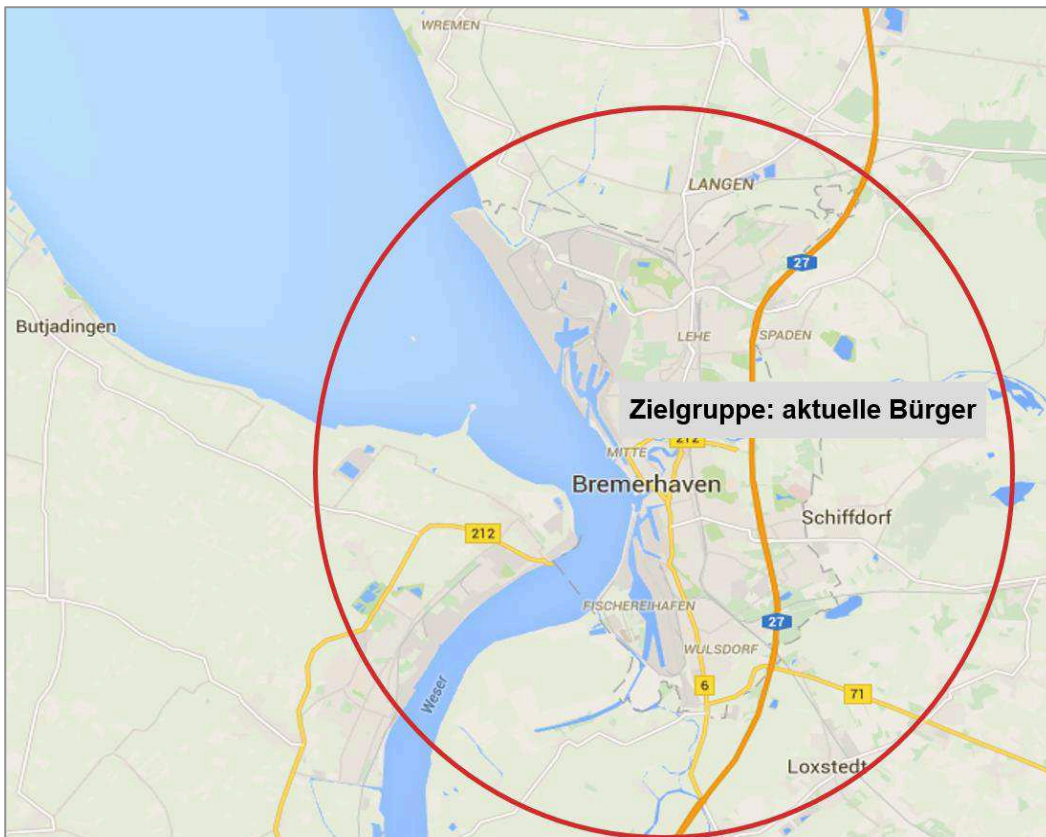 WREMEN
LANGEN
27
Butjadingen
LEHE
SPADEN
Zielgruppe: aktuelle Bürger
212
MITTE
Bremerhaven
Schiffdorf
212
FISCHEREIHAFEN
27
WULSDORF
6
71
Weser
Loxstedt